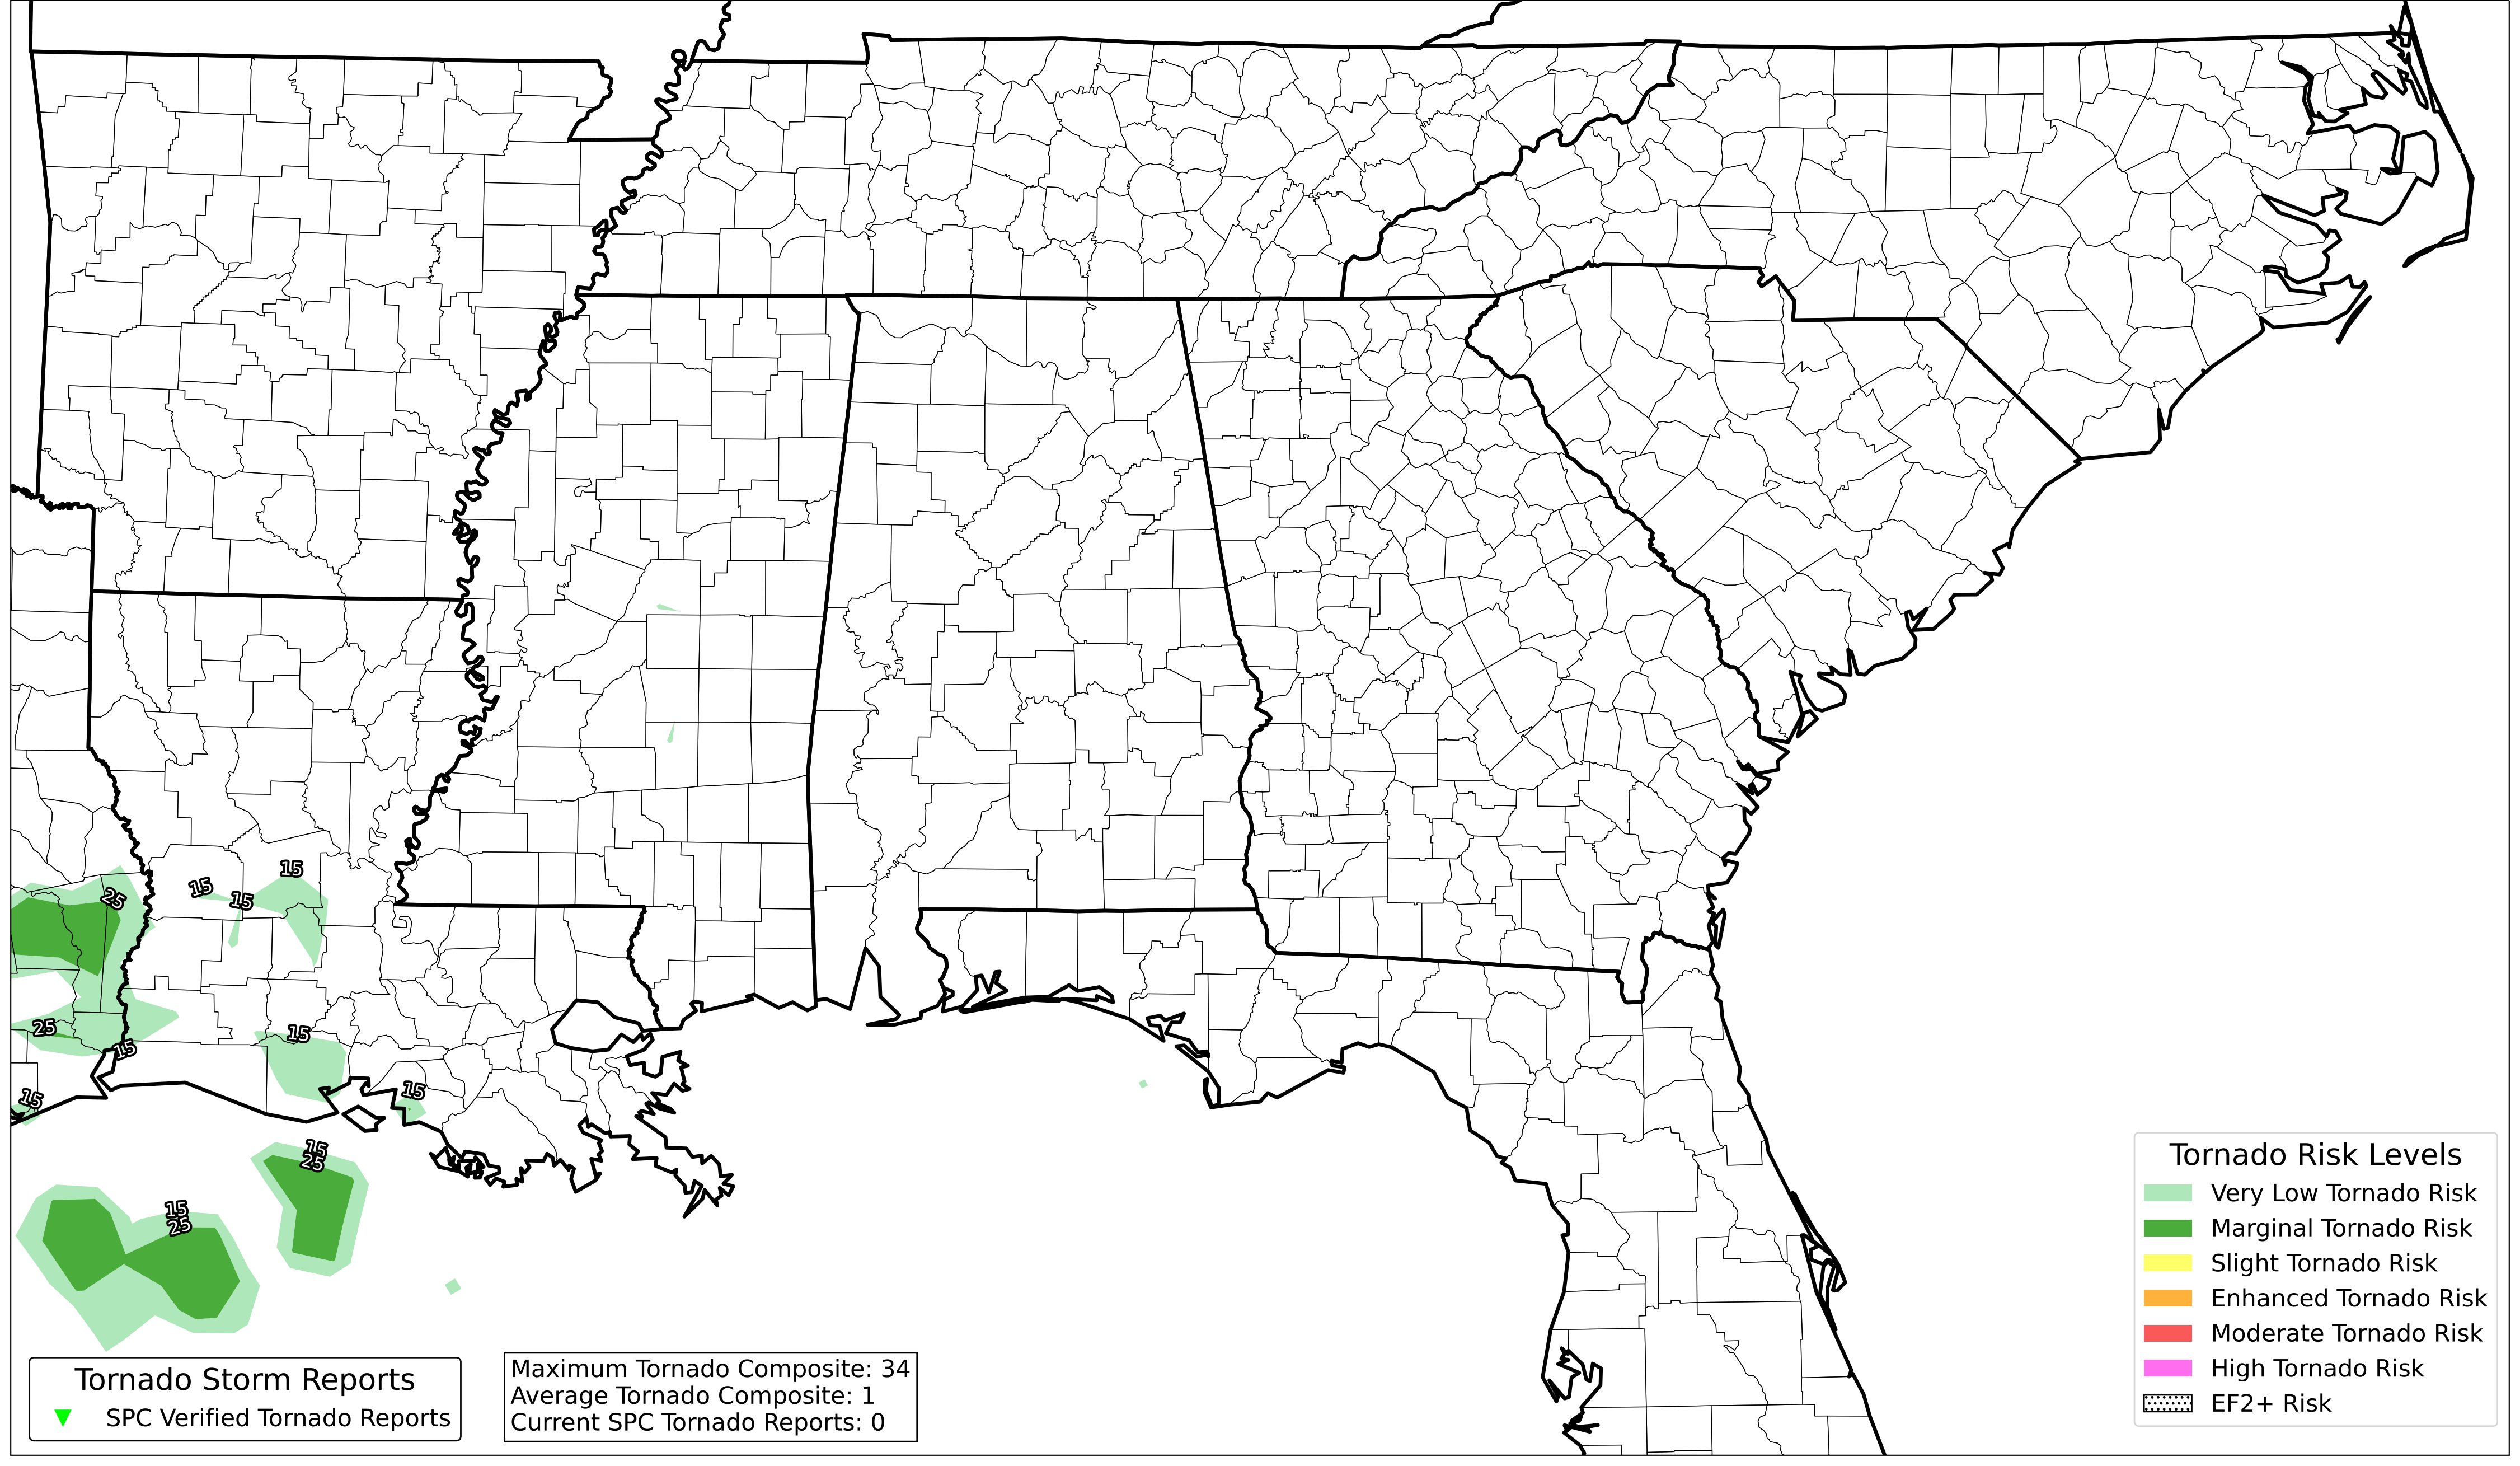 15
25
15
15
25
15
15
15
15
15
25
15
25
Tornado Storm Reports
SPC Verified Tornado Reports
Maximum Tornado Composite: 34
Average Tornado Composite: 1
Current SPC Tornado Reports: 0
Tornado Risk Levels
Very Low Tornado Risk
Marginal Tornado Risk
Slight Tornado Risk
Enhanced Tornado Risk
Moderate Tornado Risk
High Tornado Risk
EF2+ Risk